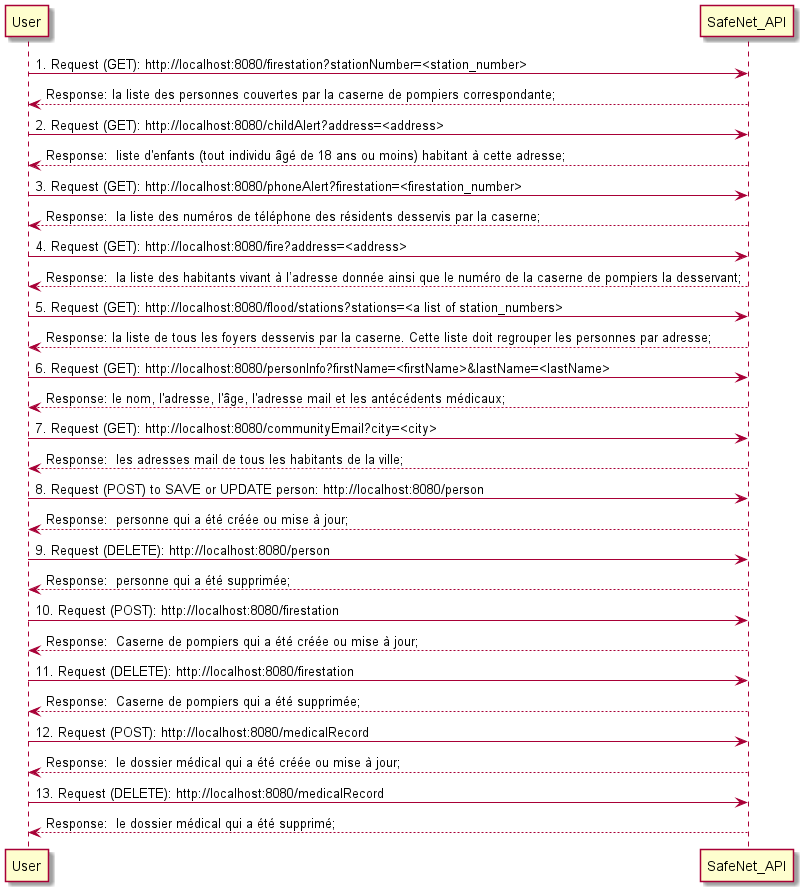 User SafeNet_API
1. Request (GET): http://localhost:8080/firestation?stationNumber=<station_number>
Response: la liste des personnes couvertes par la caserne de pompiers correspondante;
2. Request (GET): http://localhost:8080/childAlert?address=<address>
Response:  liste d'enfants (tout individu âgé de 18 ans ou moins) habitant à cette adresse;
3. Request (GET): http://localhost:8080/phoneAlert?firestation=<firestation_number>
Response:  la liste des numéros de téléphone des résidents desservis par la caserne;
4. Request (GET): http://localhost:8080/fire?address=<address>
Response:  la liste des habitants vivant à l'adresse donnée ainsi que le numéro de la caserne de pompiers la desservant;
5. Request (GET): http://localhost:8080/flood/stations?stations=<a list of station_numbers>
Response: la liste de tous les foyers desservis par la caserne. Cette liste doit regrouper les personnes par adresse;
6. Request (GET): http://localhost:8080/personInfo?firstName=<firstName>&lastName=<lastName>
Response: le nom, l'adresse, l'âge, l'adresse mail et les antécédents médicaux;
7. Request (GET): http://localhost:8080/communityEmail?city=<city>
Response:  les adresses mail de tous les habitants de la ville;
8. Request (POST) to SAVE or UPDATE person: http://localhost:8080/person
Response:  personne qui a été créée ou mise à jour;
9. Request (DELETE): http://localhost:8080/person
Response:  personne qui a été supprimée;
10. Request (POST): http://localhost:8080/firestation
Response:  Caserne de pompiers qui a été créée ou mise à jour;
11. Request (DELETE): http://localhost:8080/firestation
Response:  Caserne de pompiers qui a été supprimée;
12. Request (POST): http://localhost:8080/medicalRecord
Response:  le dossier médical qui a été créée ou mise à jour;
13. Request (DELETE): http://localhost:8080/medicalRecord
Response:  le dossier médical qui a été supprimé;
User SafeNet_API